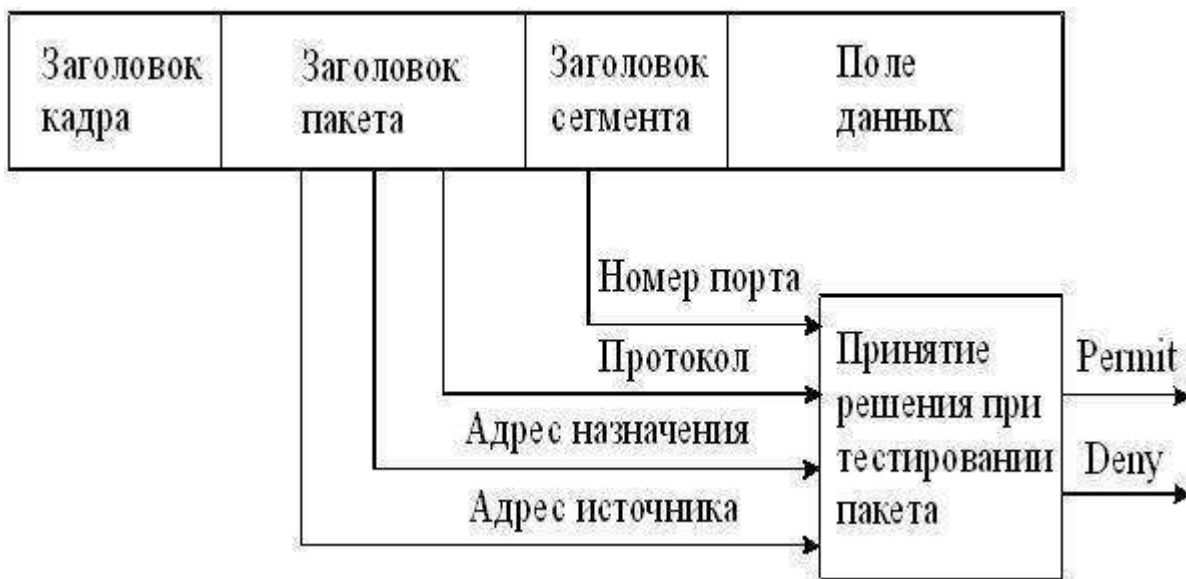 Заголовок
кадра
Заголовок
пакета
Заголовок
сегмента
Поле
данных
Номер порта
Протокол
Адрес назначения
Адрес источника
Принятие
решения при
тестировании
пакета
Permit
Deny